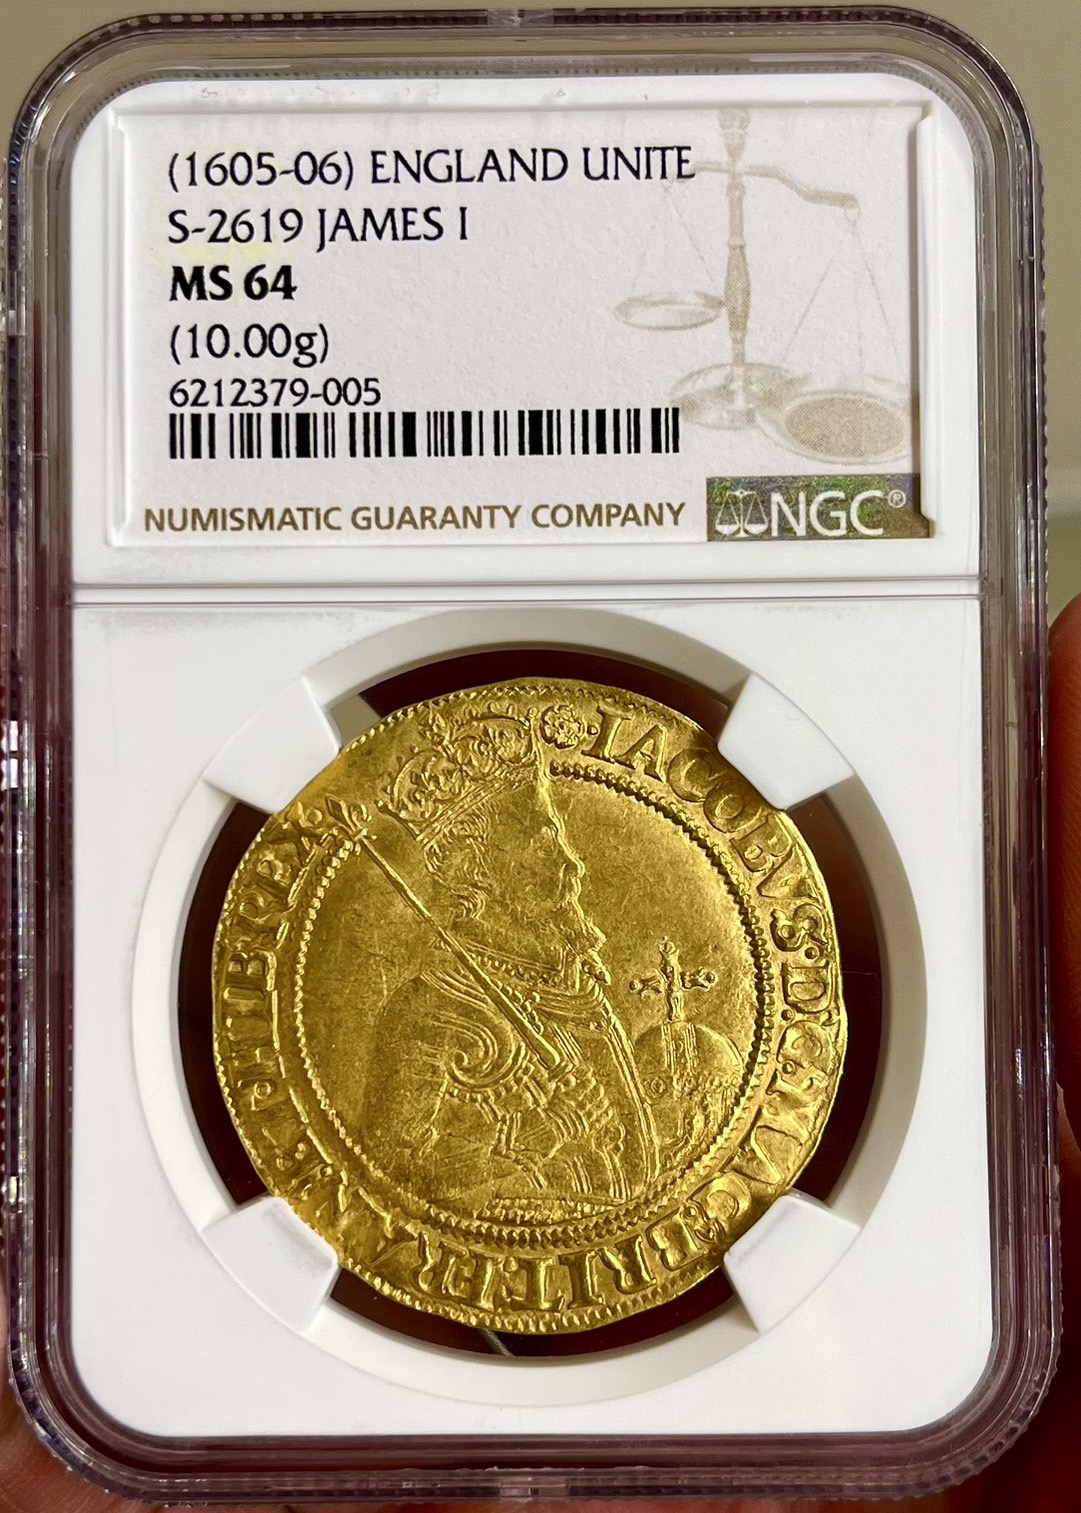 (1605-06) ENGLAND UNITE
S-2619 JAMES I
MS 64
(10.00g)
6212379-005
NUMISMATIC GUARANTY COMPANY
NGC®
IACOBVS·D:G:MAG:BRIT:FRAN:·ET·HIB·REX